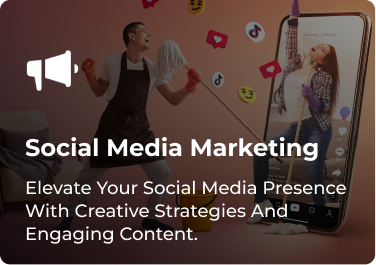 Social Media Marketing
Elevate Your Social Media Presence
With Creative Strategies And
Engaging Content.